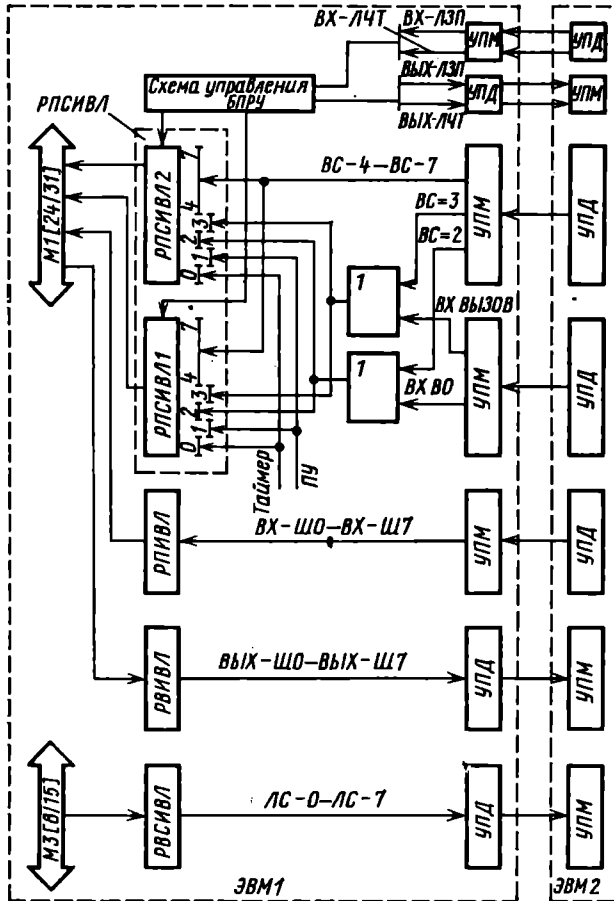 ВХ-ЛЧТ
ВХ-ЛЗП
УПМ
УПД
ВЫХ-ЛЗП
ВЫХ-ЛЧТ
УПД
УПМ
Схема управления
БПРУ
РПСИВЛ
М1[24/31]
РПСИВЛ2
7
4
3
2
1
0
ВС-4—ВС-7
ВС=3
ВС=2
УПМ
УПД
1
ВХ ВЫЗОВ
РПСИВЛ1
7
4
3
2
1
0
1
ВХ ВО
УПМ
УПД
Таймер
ПУ
РПИВЛ
ВХ-Ш0—ВХ-Ш7
УПМ
УПД
РВИВЛ
ВЫХ-Ш0—ВЫХ-Ш7
УПД
УПМ
М3[8/15]
РВСИВЛ
ЛС-0—ЛС-7
УПД
УПМ
ЭВМ1
ЭВМ2